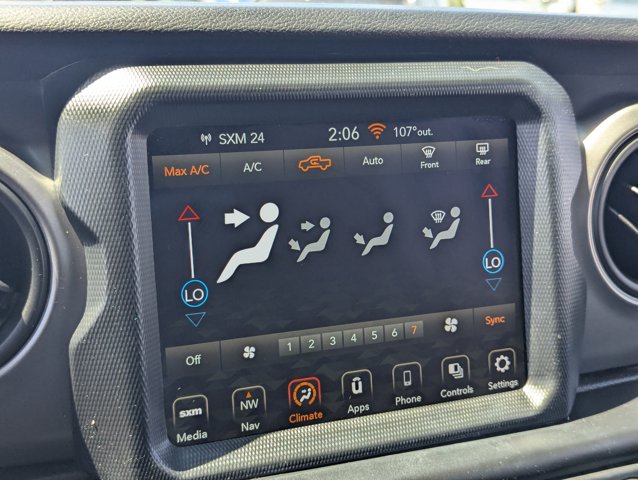 SXM 24 2:06 107°out.
Max A/C A/C Auto Front Rear
LO LO
Off 1 2 3 4 5 6 7 Sync
sxm NW ū
Media Nav Climate Apps Phone Controls Settings